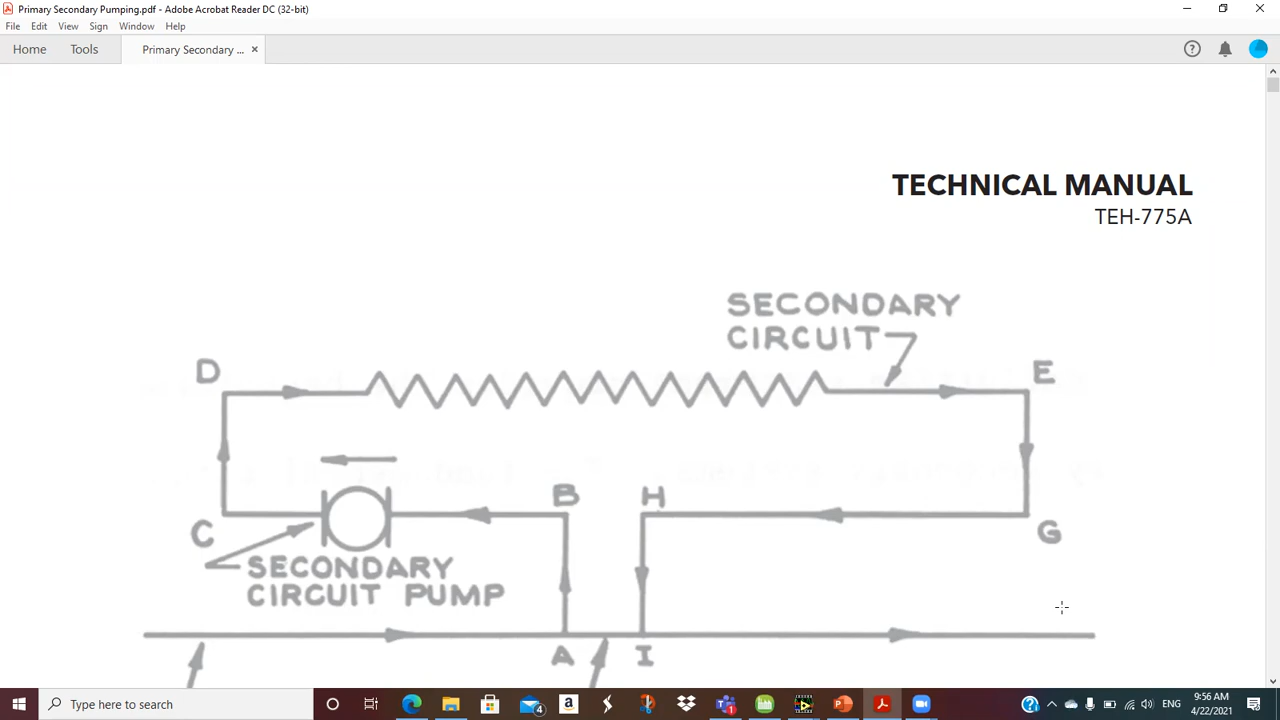 Primary Secondary Pumping.pdf - Adobe Acrobat Reader DC (32-bit)
File Edit View Sign Window Help
Home Tools Primary Secondary ... ×
TECHNICAL MANUAL
TEH-775A
SECONDARY
CIRCUIT
D E
B H
C G
SECONDARY
CIRCUIT PUMP
A I
Type here to search
4
1
ENG
9:56 AM
4/22/2021